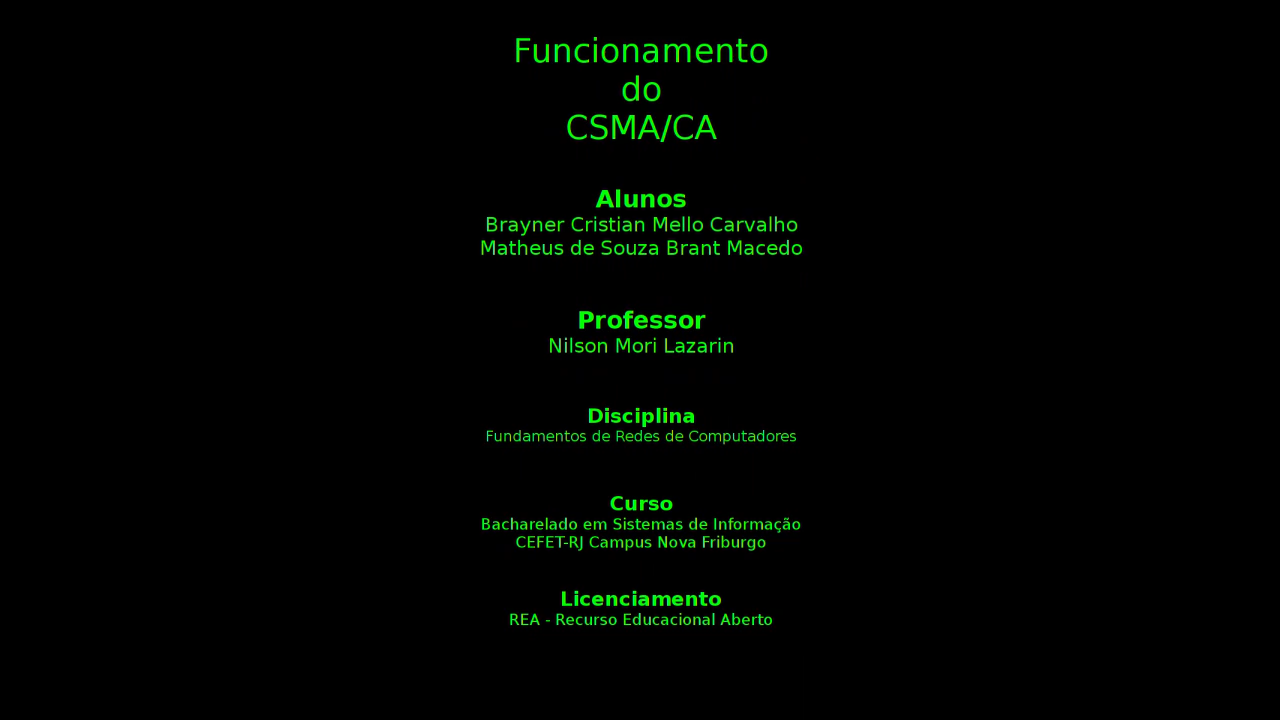 Funcionamento
do
CSMA/CA
Alunos
Brayner Cristian Mello Carvalho
Matheus de Souza Brant Macedo
Professor
Nilson Mori Lazarin
Disciplina
Fundamentos de Redes de Computadores
Curso
Bacharelado em Sistemas de Informação
CEFET-RJ Campus Nova Friburgo
Licenciamento
REA - Recurso Educacional Aberto